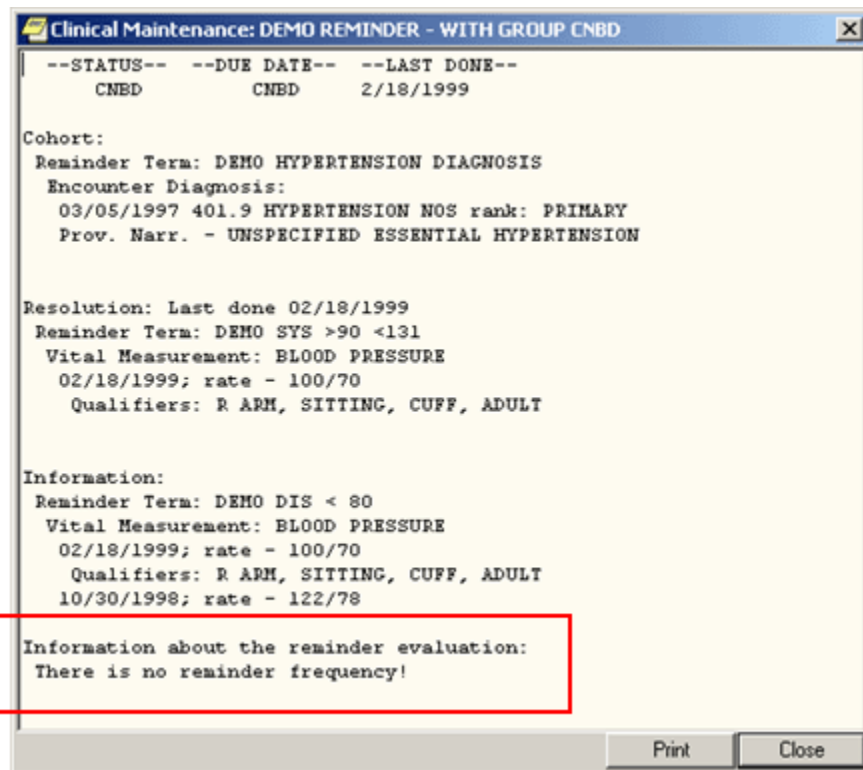 Clinical Maintenance: DEMO REMINDER - WITH GROUP CNBD
--STATUS-- --DUE DATE-- --LAST DONE--
CNBD CNBD 2/18/1999
Cohort:
Reminder Term: DEMO HYPERTENSION DIAGNOSIS
Encounter Diagnosis:
03/05/1997 401.9 HYPERTENSION NOS rank: PRIMARY
Prov. Narr. - UNSPECIFIED ESSENTIAL HYPERTENSION
Resolution: Last done 02/18/1999
Reminder Term: DEMO SYS >90 <131
Vital Measurement: BLOOD PRESSURE
02/18/1999; rate - 100/70
Qualifiers: R ARM, SITTING, CUFF, ADULT
Information:
Reminder Term: DEMO DIS < 80
Vital Measurement: BLOOD PRESSURE
02/18/1999; rate - 100/70
Qualifiers: R ARM, SITTING, CUFF, ADULT
10/30/1998; rate - 122/78
Information about the reminder evaluation:
There is no reminder frequency!
Print Close